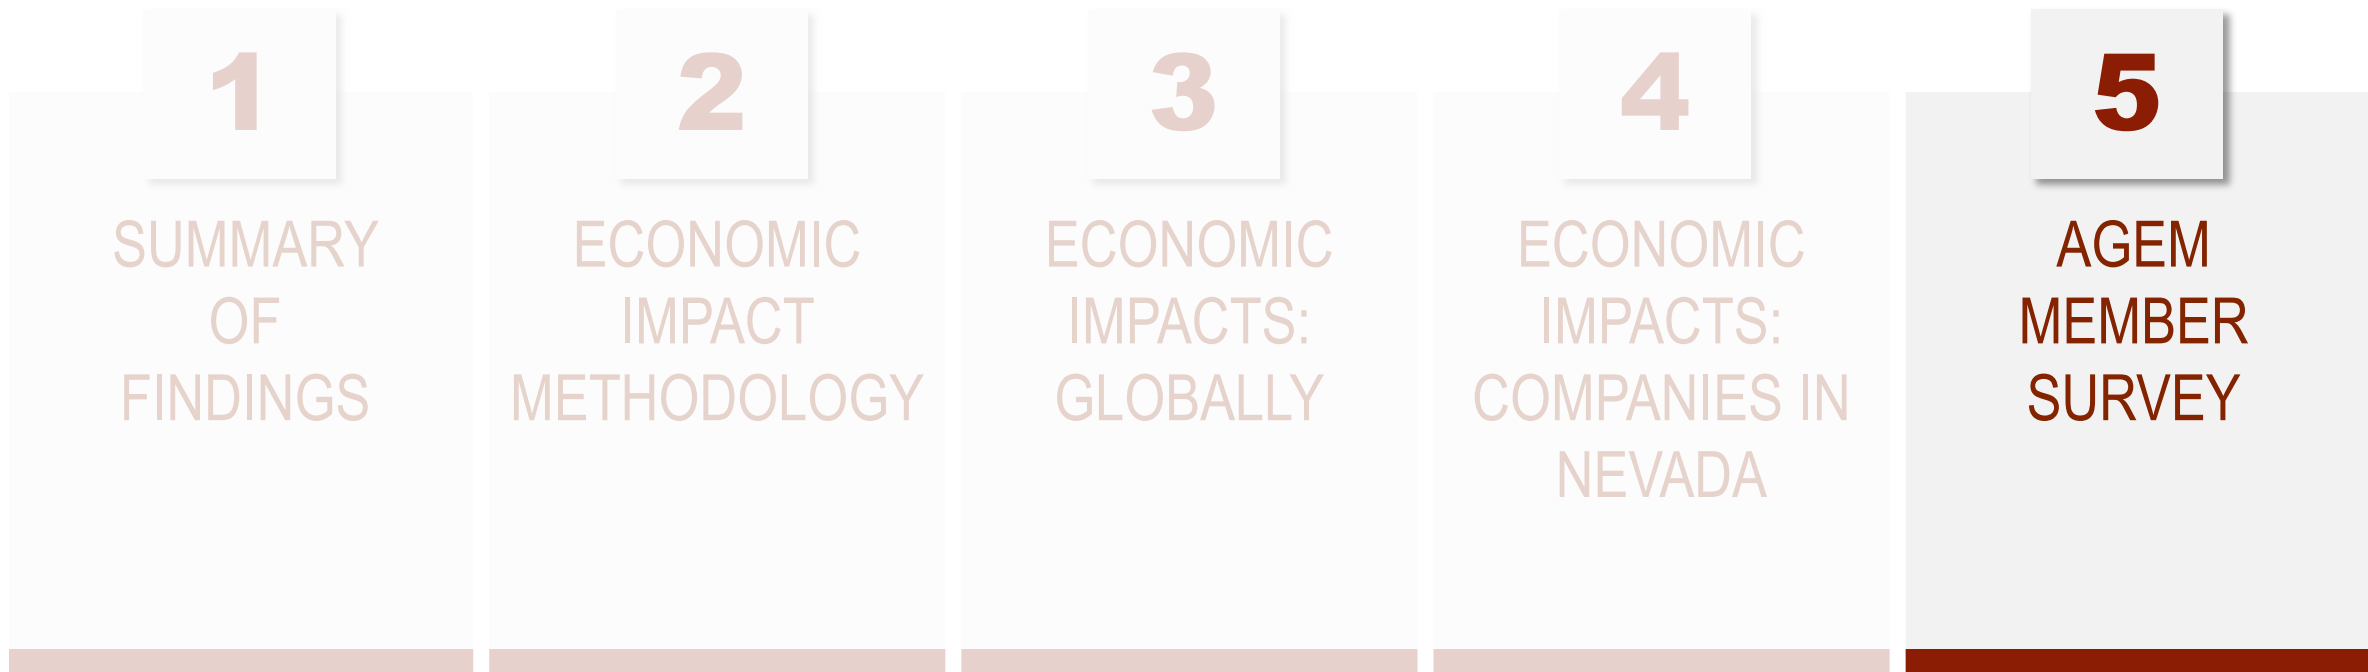 1
SUMMARY
OF
FINDINGS
2
ECONOMIC
IMPACT
METHODOLOGY
3
ECONOMIC
IMPACTS:
GLOBALLY
4
ECONOMIC
IMPACTS:
COMPANIES IN
NEVADA
5
AGEM
MEMBER
SURVEY